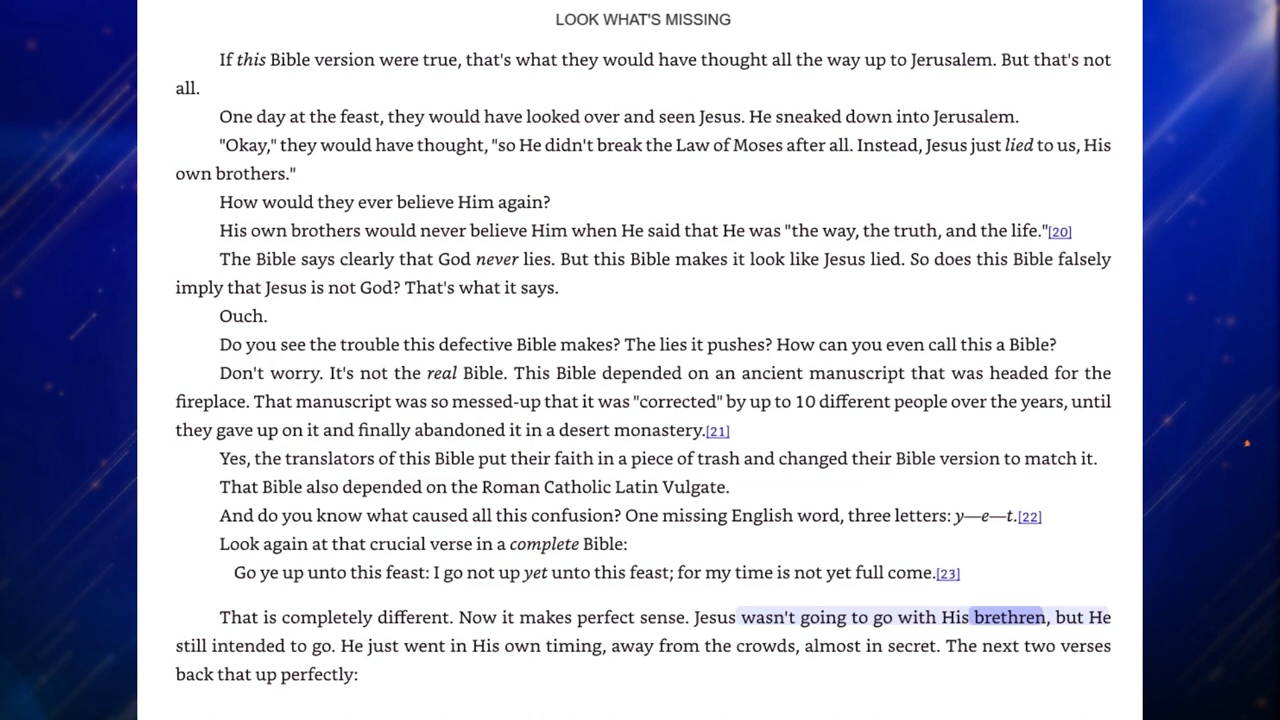 LOOK WHAT'S MISSING
If this Bible version were true, that's what they would have thought all the way up to Jerusalem. But that's not
all.
One day at the feast, they would have looked over and seen Jesus. He sneaked down into Jerusalem.
"Okay," they would have thought, "so He didn't break the Law of Moses after all. Instead, Jesus just lied to us, His
own brothers."
How would they ever believe Him again?
His own brothers would never believe Him when He said that He was "the way, the truth, and the life."[20]
The Bible says clearly that God never lies. But this Bible makes it look like Jesus lied. So does this Bible falsely
imply that Jesus is not God? That's what it says.
Ouch.
Do you see the trouble this defective Bible makes? The lies it pushes? How can you even call this a Bible?
Don't worry. It's not the real Bible. This Bible depended on an ancient manuscript that was headed for the
fireplace. That manuscript was so messed-up that it was "corrected" by up to 10 different people over the years, until
they gave up on it and finally abandoned it in a desert monastery.[21]
Yes, the translators of this Bible put their faith in a piece of trash and changed their Bible version to match it.
That Bible also depended on the Roman Catholic Latin Vulgate.
And do you know what caused all this confusion? One missing English word, three letters: y—e—t.[22]
Look again at that crucial verse in a complete Bible:
Go ye up unto this feast: I go not up yet unto this feast; for my time is not yet full come.[23]
That is completely different. Now it makes perfect sense. Jesus wasn't going to go with His brethren, but He
still intended to go. He just went in His own timing, away from the crowds, almost in secret. The next two verses
back that up perfectly: